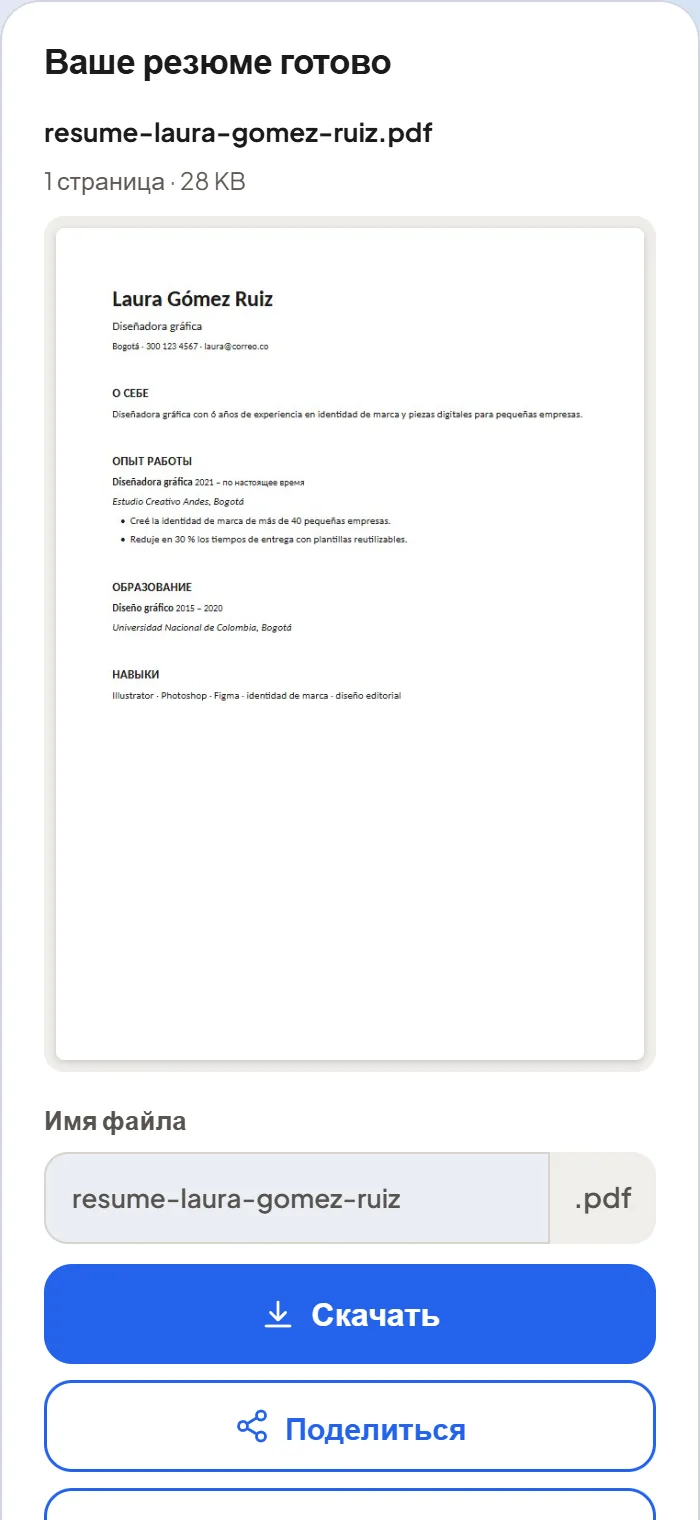 Ваше резюме готово
resume-laura-gomez-ruiz.pdf
1 страница · 28 KB
Laura Gómez Ruiz
Diseñadora gráfica
Bogotá · 300 123 4567 · laura@correo.co
О СЕБЕ
Diseñadora gráfica con 6 años de experiencia en identidad de marca y piezas digitales para pequeñas empresas.
ОПЫТ РАБОТЫ
Diseñadora gráfica 2021 – по настоящее время
Estudio Creativo Andes, Bogotá
• Creé la identidad de marca de más de 40 pequeñas empresas.
• Reduje en 30 % los tiempos de entrega con plantillas reutilizables.
ОБРАЗОВАНИЕ
Diseño gráfico 2015 – 2020
Universidad Nacional de Colombia, Bogotá
НАВЫКИ
Illustrator · Photoshop · Figma · identidad de marca · diseño editorial
Имя файла
resume-laura-gomez-ruiz .pdf
Скачать
Поделиться